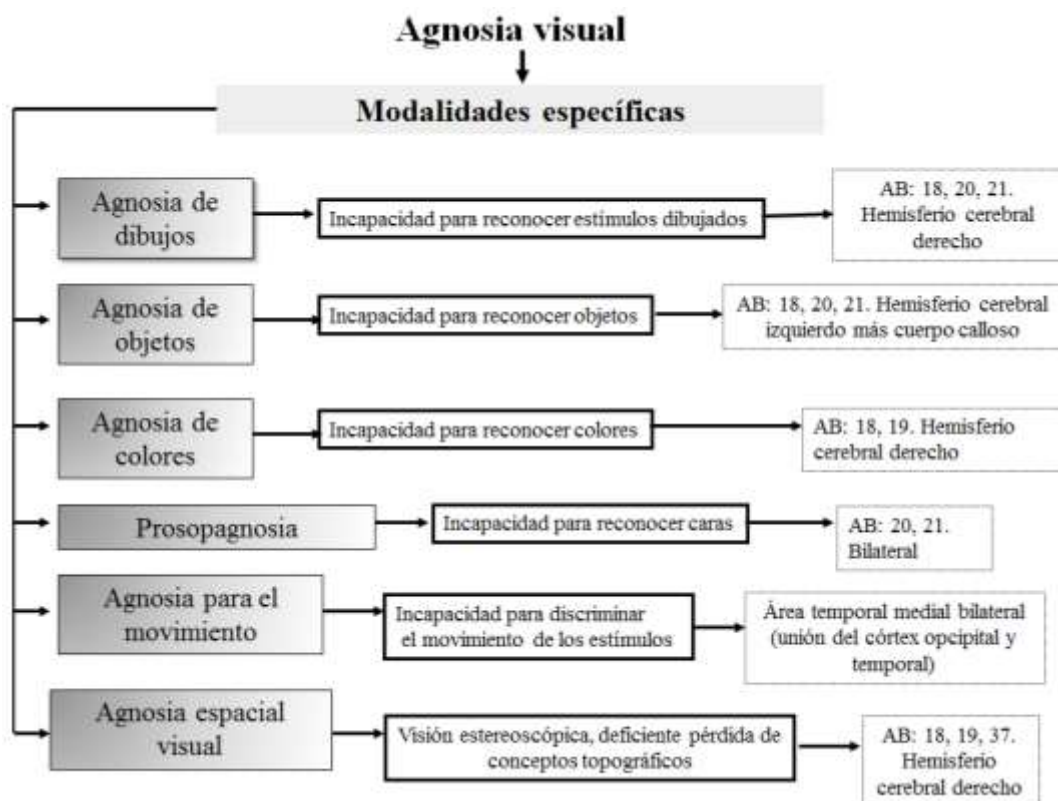 Agnosia visual
Modalidades específicas
Agnosia de
dibujos
Incapacidad para reconocer estímulos dibujados
AB: 18, 20, 21.
Hemisferio cerebral
derecho
Agnosia de
objetos
Incapacidad para reconocer objetos
AB: 18, 20, 21. Hemisferio cerebral
izquierdo más cuerpo calloso
Agnosia de
colores
Incapacidad para reconocer colores
AB: 18, 19. Hemisferio
cerebral derecho
Prosopagnosia
Incapacidad para reconocer caras
AB: 20, 21.
Bilateral
Agnosia para el
movimiento
Incapacidad para discriminar
el movimiento de los estímulos
Área temporal medial bilateral
(unión del córtex opcipital y
temporal)
Agnosia espacial
visual
Visión estereoscópica, deficiente pérdida de
conceptos topográficos
AB: 18, 19, 37.
Hemisferio
cerebral derecho